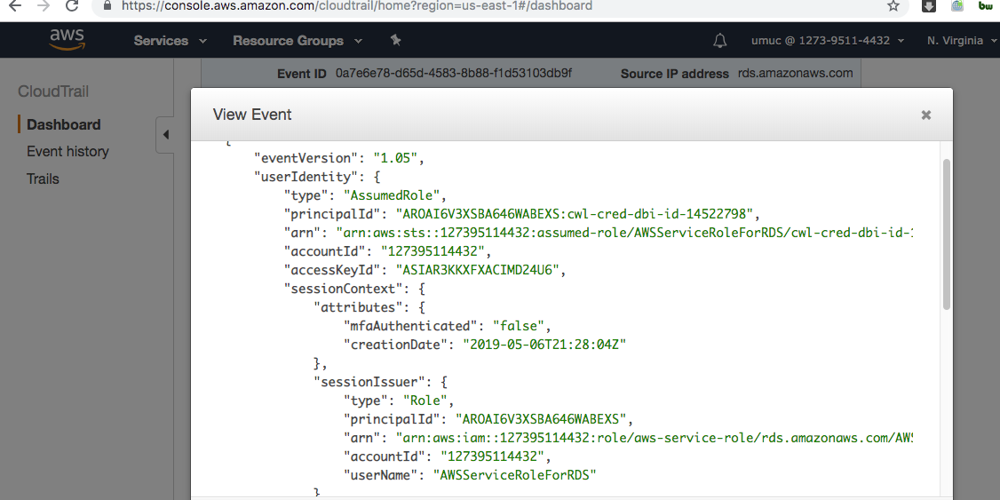 https://console.aws.amazon.com/cloudtrail/home?region=us-east-1#/dashboard
bw
aws
Services
Resource Groups
umuc @ 1273-9511-4432
N. Virginia
Event ID 0a7e6e78-d65d-4583-8b88-f1d53103db9f
Source IP address rds.amazonaws.com
CloudTrail
Dashboard
Event history
Trails
View Event
×
{
"eventVersion": "1.05",
"userIdentity": {
"type": "AssumedRole",
"principalId": "AROAI6V3XSBA646WABEXS:cwl-cred-dbi-id-14522798",
"arn": "arn:aws:sts::127395114432:assumed-role/AWSServiceRoleForRDS/cwl-cred-dbi-id-1
"accountId": "127395114432",
"accessKeyId": "ASIAR3KKXFXACIMD24U6",
"sessionContext": {
"attributes": {
"mfaAuthenticated": "false",
"creationDate": "2019-05-06T21:28:04Z"
},
"sessionIssuer": {
"type": "Role",
"principalId": "AROAI6V3XSBA646WABEXS",
"arn": "arn:aws:iam::127395114432:role/aws-service-role/rds.amazonaws.com/AWS
"accountId": "127395114432",
"userName": "AWSServiceRoleForRDS"
}